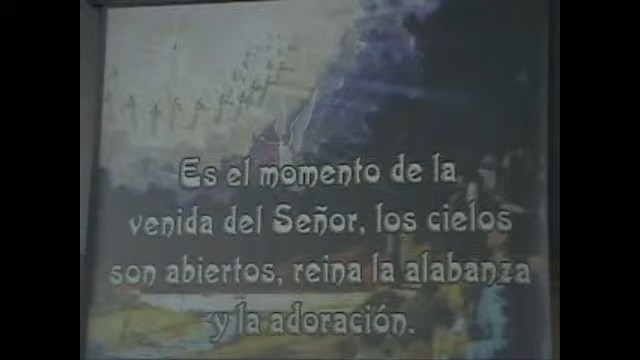 Es el momento de la
venida del Señor, los cielos
son abiertos, reina la alabanza
y la adoración.